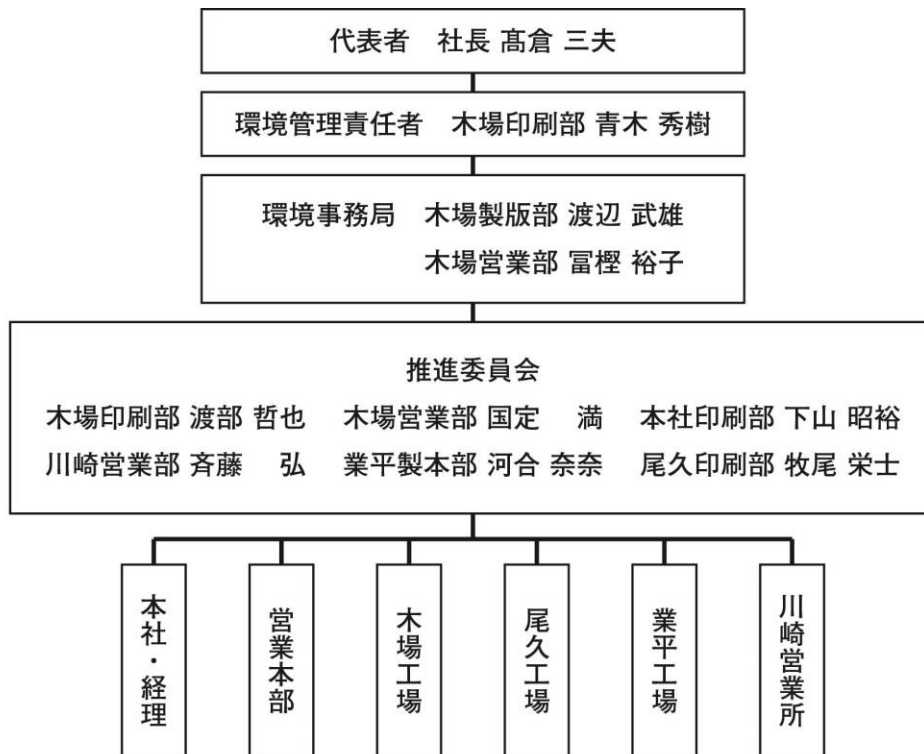 代表者　社長 髙倉 三夫
環境管理責任者　木場印刷部 青木 秀樹
環境事務局　木場製版部 渡辺 武雄
木場営業部 冨樫 裕子
推進委員会
木場印刷部 渡部 哲也　木場営業部 国定　満　本社印刷部 下山 昭裕
川崎営業部 斉藤　弘　業平製本部 河合 奈奈　尾久印刷部 牧尾 栄士
本社・経理
営業本部
木場工場
尾久工場
業平工場
川崎営業所